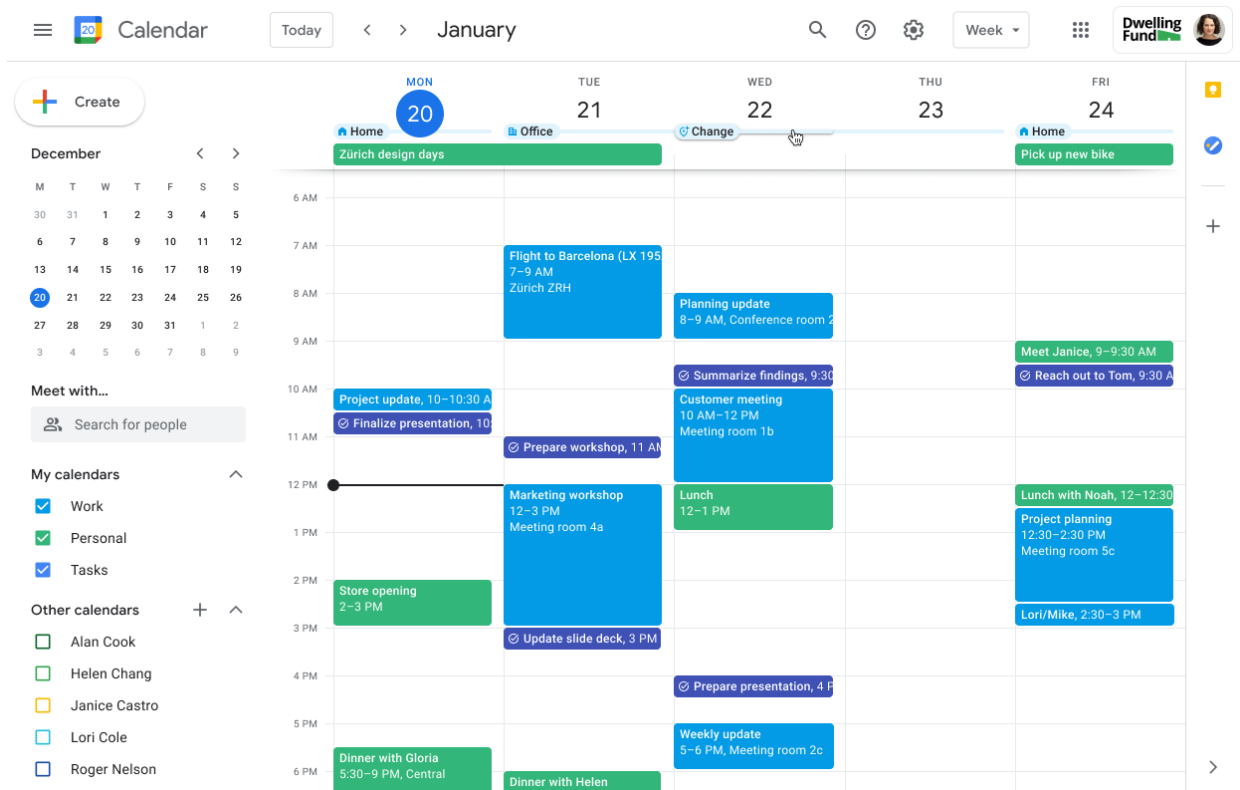 20
Calendar
Today
January
Week
Dwelling
Fund
Create
December
M T W T F S S
30 31 1 2 3 4 5
6 7 8 9 10 11 12
13 14 15 16 17 18 19
20 21 22 23 24 25 26
27 28 29 30 31 1 2
3 4 5 6 7 8 9
Meet with...
Search for people
My calendars
Work
Personal
Tasks
Other calendars
Alan Cook
Helen Chang
Janice Castro
Lori Cole
Roger Nelson
MON TUE WED THU FRI
20 21 22 23 24
Home Office Change Home
Zürich design days
Pick up new bike
6 AM
7 AM
8 AM
9 AM
10 AM
11 AM
12 PM
1 PM
2 PM
3 PM
4 PM
5 PM
6 PM
Project update, 10–10:30 A
Finalize presentation, 10:
Store opening
2–3 PM
Dinner with Gloria
5:30–9 PM, Central
Flight to Barcelona (LX 195
7–9 AM
Zürich ZRH
Prepare workshop, 11 AM
Marketing workshop
12–3 PM
Meeting room 4a
Update slide deck, 3 PM
Dinner with Helen
Planning update
8–9 AM, Conference room 2
Summarize findings, 9:30
Customer meeting
10 AM–12 PM
Meeting room 1b
Lunch
12–1 PM
Prepare presentation, 4 P
Weekly update
5–6 PM, Meeting room 2c
Meet Janice, 9–9:30 AM
Reach out to Tom, 9:30 A
Lunch with Noah, 12–12:30
Project planning
12:30–2:30 PM
Meeting room 5c
Lori/Mike, 2:30–3 PM